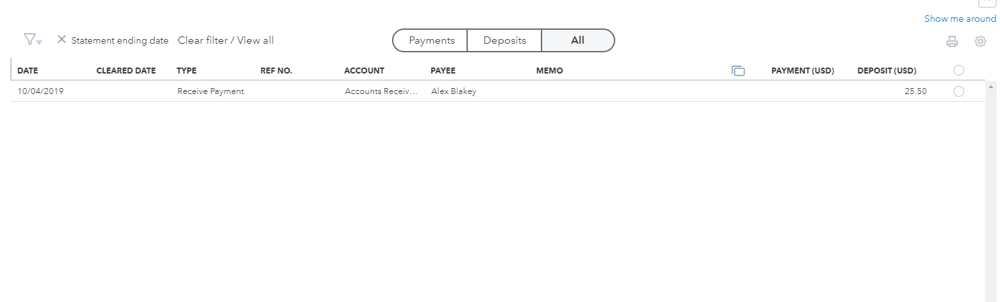 Show me around
Statement ending date Clear filter / View all Payments Deposits All
DATE CLEARED DATE TYPE REF NO. ACCOUNT PAYEE MEMO PAYMENT (USD) DEPOSIT (USD)
10/04/2019 Receive Payment Accounts Receiv... Alex Blakey 25.50